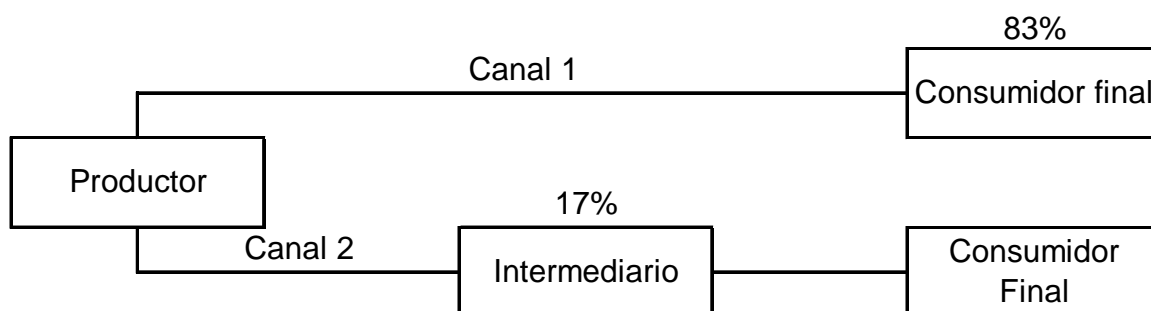 83%
Canal 1
Consumidor final
Productor
17%
Canal 2
Intermediario
Consumidor
Final